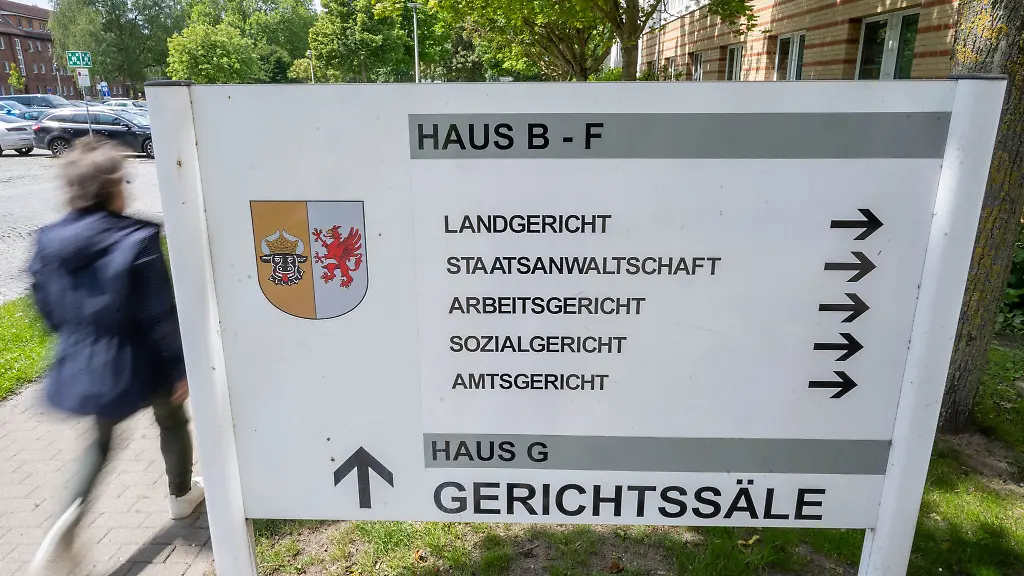 HAUS B - F
LANDGERICHT
STAATSANWALTSCHAFT
ARBEITSGERICHT
SOZIALGERICHT
AMTSGERICHT
HAUS G
GERICHTSSÄLE